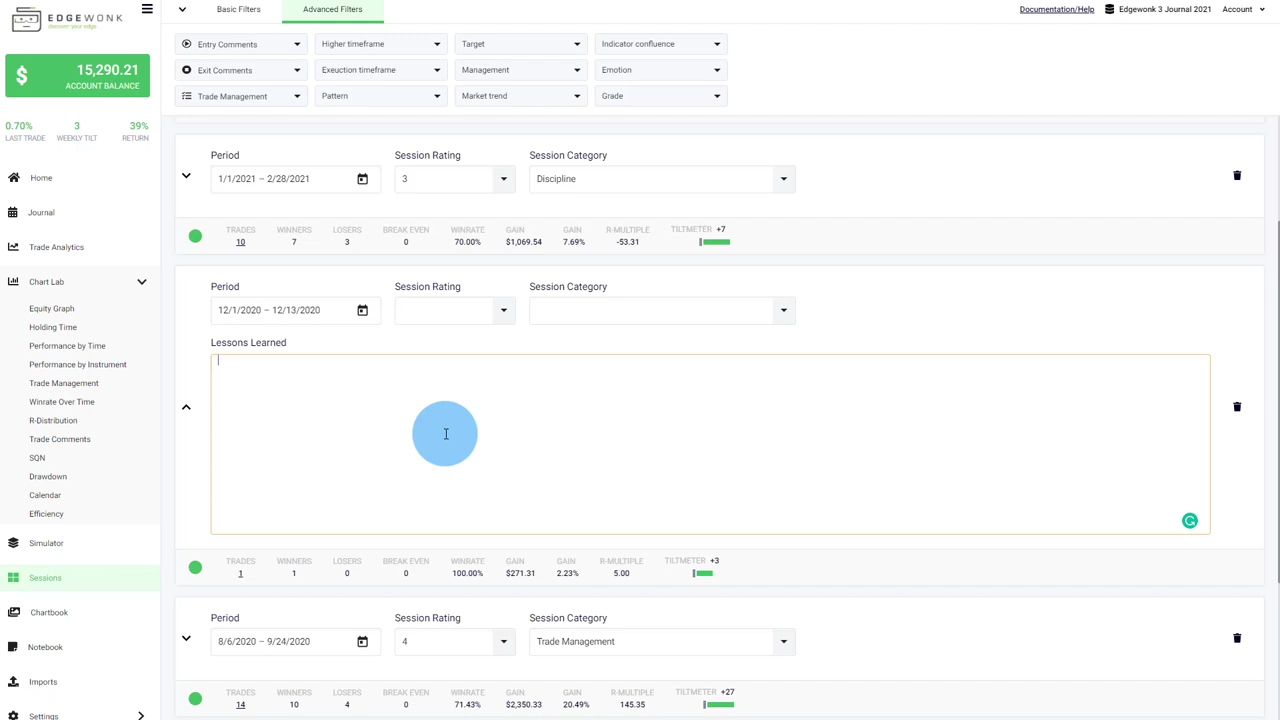 EDGEWONK
discover your edge
Basic Filters
Advanced Filters
Documentation/Help
Edgewonk 3 Journal 2021
Account
$
15,290.21
ACCOUNT BALANCE
0.70%
LAST TRADE
3
WEEKLY TILT
39%
RETURN
Home
Journal
Trade Analytics
Chart Lab
Equity Graph
Holding Time
Performance by Time
Performance by Instrument
Trade Management
Winrate Over Time
R-Distribution
Trade Comments
SQN
Drawdown
Calendar
Efficiency
Simulator
Sessions
Chartbook
Notebook
Imports
Settings
Entry Comments
Higher timeframe
Target
Indicator confluence
Exit Comments
Exeuction timeframe
Management
Emotion
Trade Management
Pattern
Market trend
Grade
Period
Session Rating
Session Category
1/1/2021 – 2/28/2021
3
Discipline
TRADES WINNERS LOSERS BREAK EVEN WINRATE GAIN GAIN R-MULTIPLE TILTMETER +7
10 7 3 0 70.00% $1,069.54 7.69% -53.31
Period
Session Rating
Session Category
12/1/2020 – 12/13/2020
Lessons Learned
TRADES WINNERS LOSERS BREAK EVEN WINRATE GAIN GAIN R-MULTIPLE TILTMETER +3
1 1 0 0 100.00% $271.31 2.23% 5.00
Period
Session Rating
Session Category
8/6/2020 – 9/24/2020
4
Trade Management
TRADES WINNERS LOSERS BREAK EVEN WINRATE GAIN GAIN R-MULTIPLE TILTMETER +27
14 10 4 0 71.43% $2,350.33 20.49% 145.35